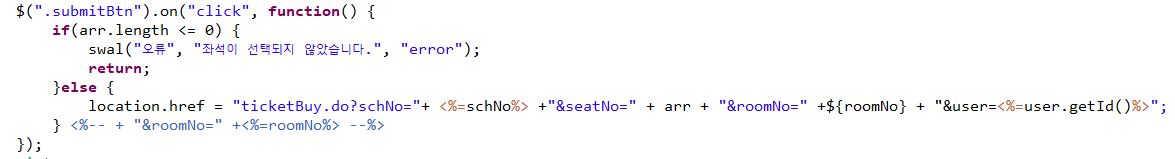 $(".submitBtn").on("click", function() {
if(arr.length <= 0) {
swal("오류", "좌석이 선택되지 않았습니다.", "error");
return;
}else {
location.href = "ticketBuy.do?schNo="+ <%=schNo%> +"&seatNo=" + arr + "&roomNo=" +${roomNo} + "&user=<%=user.getId()%>";
} <%-- + "&roomNo=" +<%=roomNo%> --%>
});